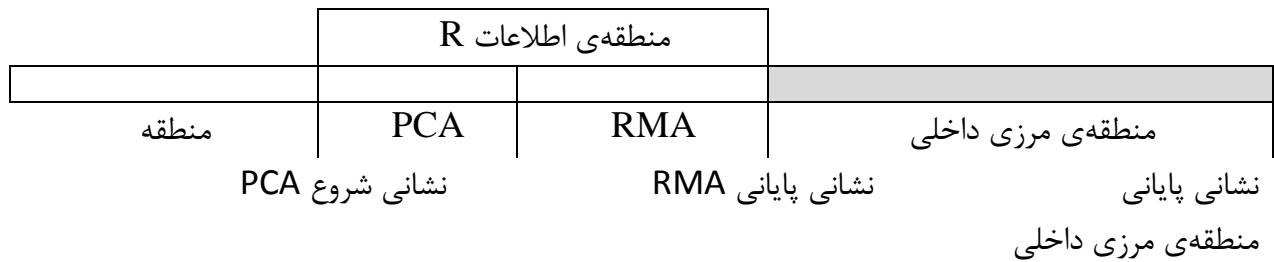 منطقه‌ی اطلاعات R
منطقه PCA RMA منطقه‌ی مرزی داخلی
نشانی شروع PCA نشانی پایانی RMA نشانی پایانی
منطقه‌ی مرزی داخلی